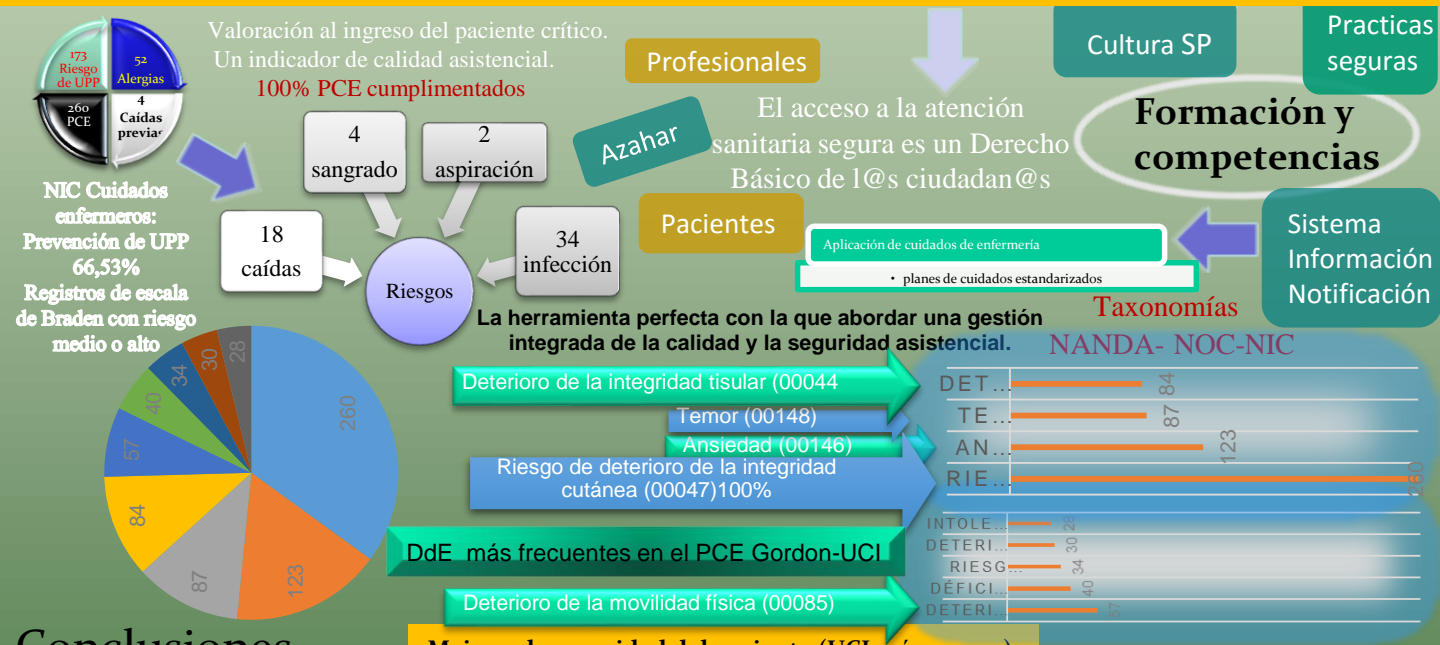 173
Riesgo
de UPP
52
Alergias
260
PCE
4
Caídas
previas
Valoración al ingreso del paciente crítico.
Un indicador de calidad asistencial.
100% PCE cumplimentados
4
sangrado
2
aspiración
18
caídas
34
infección
Riesgos
NIC Cuidados
enfermeros:
Prevención de UPP
66,53%
Registros de escala
de Braden con riesgo
medio o alto
Profesionales
Azahar
Pacientes
El acceso a la atención
sanitaria segura es un Derecho
Básico de l@s ciudadan@s
Cultura SP
Practicas
seguras
Formación y
competencias
Sistema
Información
Notificación
Aplicación de cuidados de enfermería
• planes de cuidados estandarizados
Taxonomías
NANDA- NOC-NIC
La herramienta perfecta con la que abordar una gestión
integrada de la calidad y la seguridad asistencial.
260
123
87
84
57
40
34
30
28
Deterioro de la integridad tisular (00044
Temor (00148)
Ansiedad (00146)
Riesgo de deterioro de la integridad
cutánea (00047)100%
DdE más frecuentes en el PCE Gordon-UCI
Deterioro de la movilidad física (00085)
DET... 84
TE... 87
AN... 123
RIE... 260
INTOLE... 28
DETERI... 30
RIESG... 34
DÉFICI... 40
DETERI... 57
Conclusiones